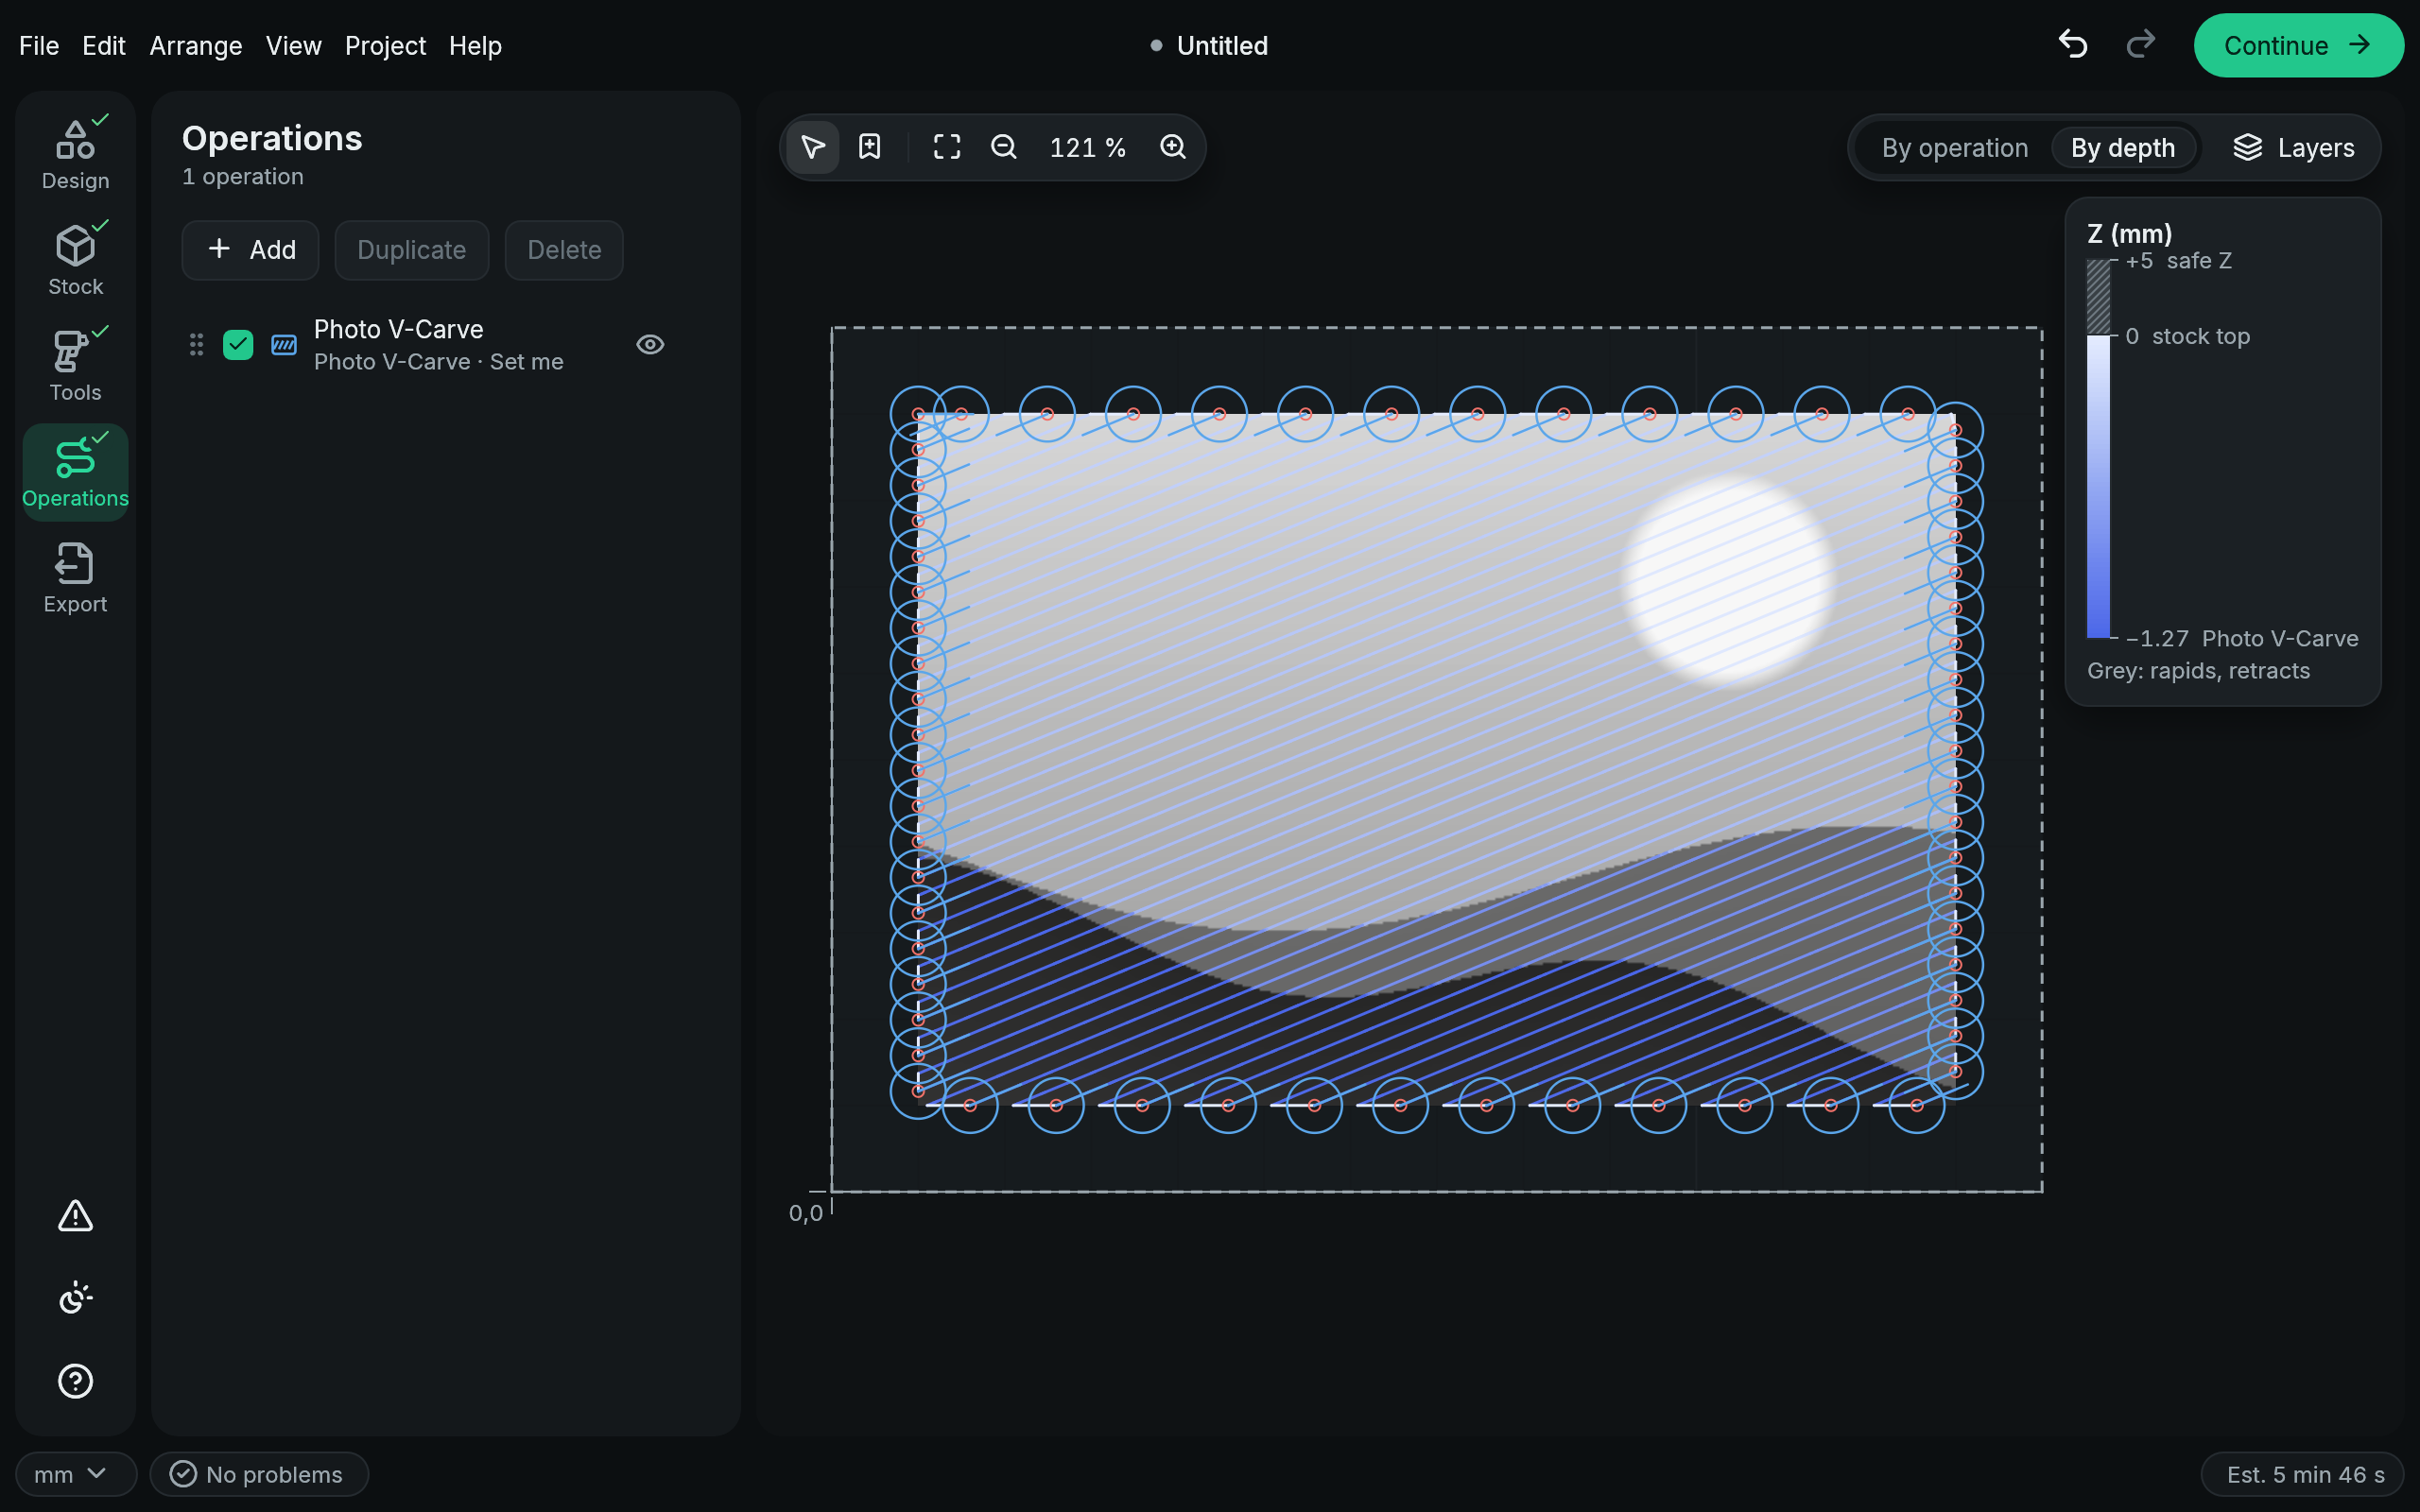 File Edit Arrange View Project Help
Untitled
Continue
Design
Stock
Tools
Operations
Export
Operations
1 operation
Add
Duplicate
Delete
Photo V-Carve
Photo V-Carve · Set me
121 %
By operation
By depth
Layers
Z (mm)
+5 safe Z
0 stock top
−1.27 Photo V-Carve
Grey: rapids, retracts
0,0
mm
No problems
Est. 5 min 46 s